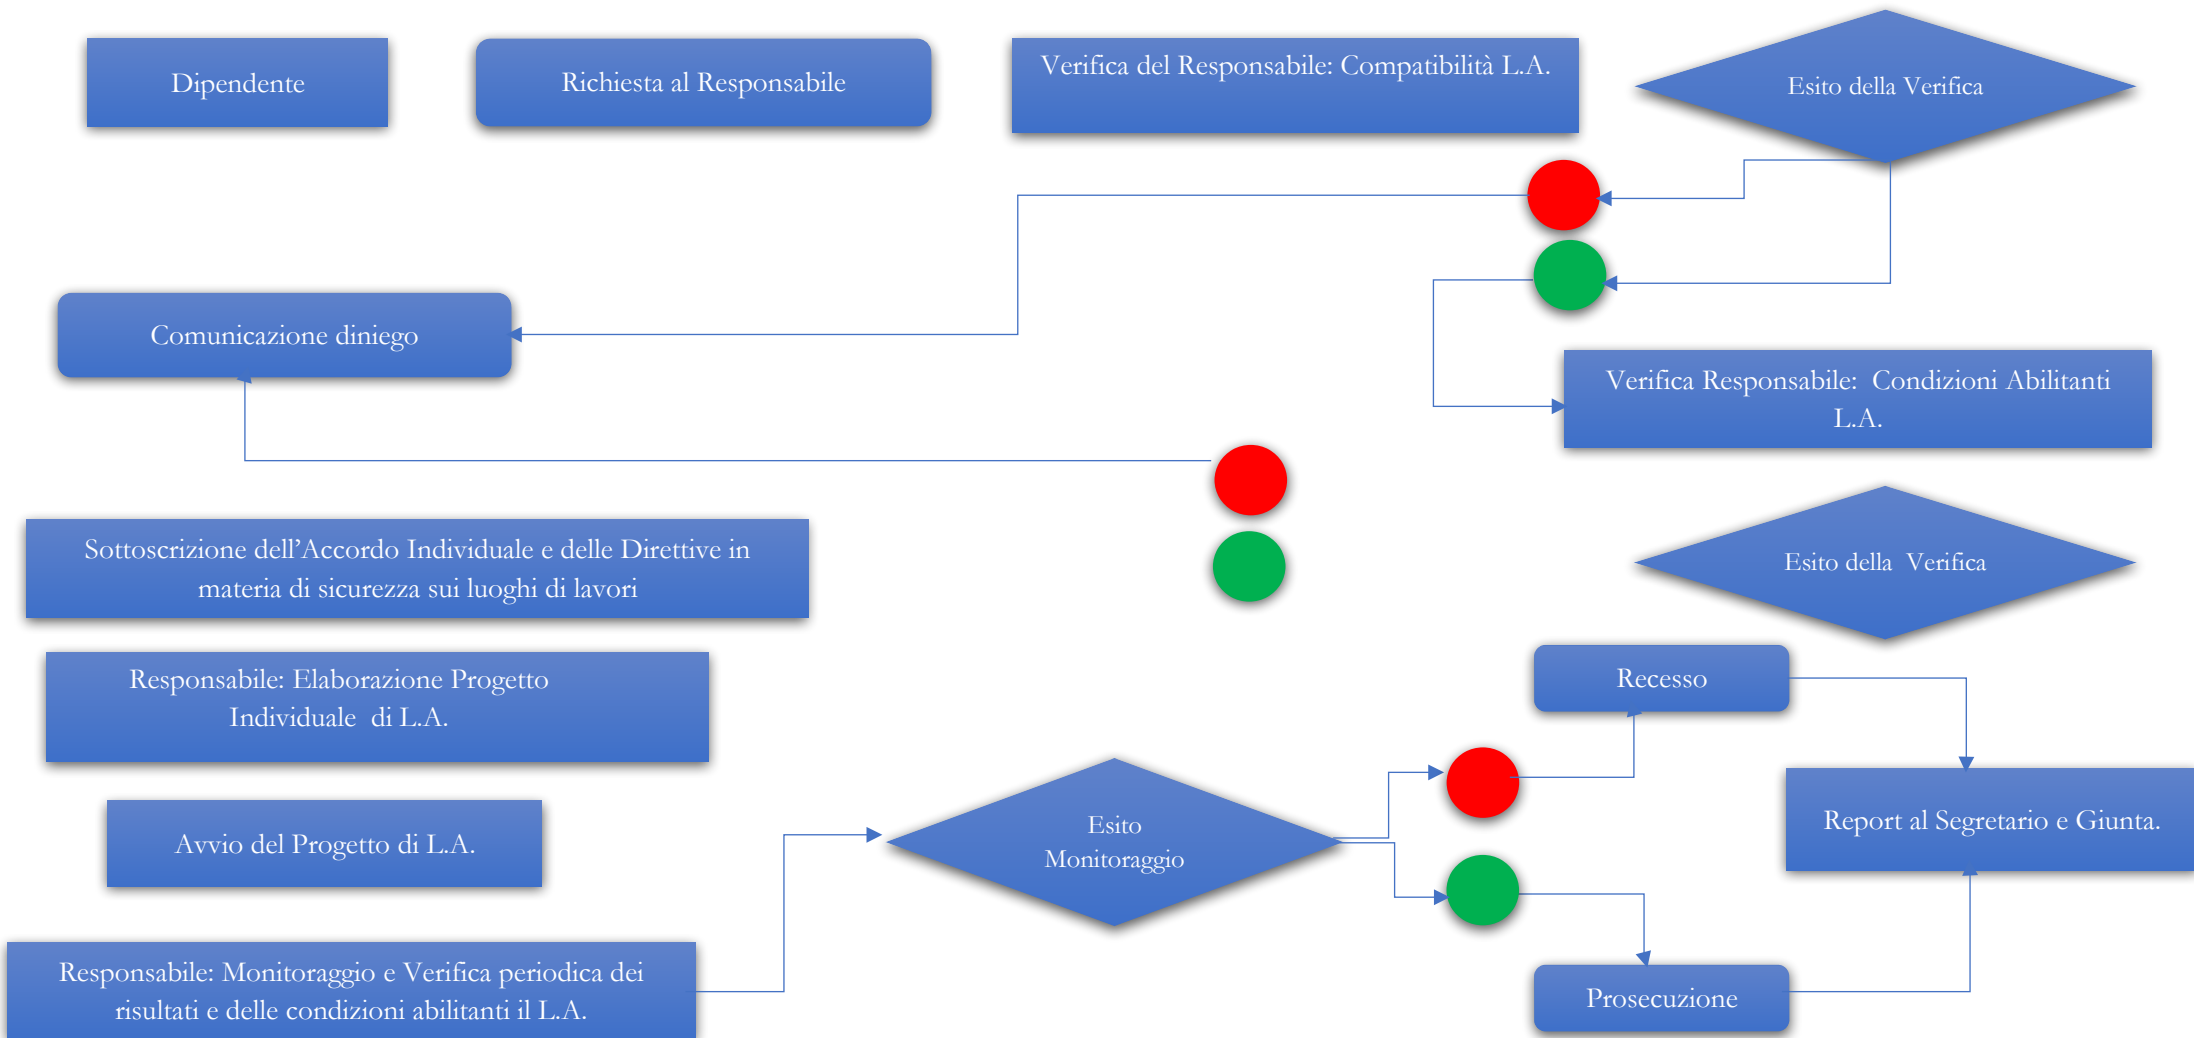 Dipendente
Richiesta al Responsabile
Verifica del Responsabile: Compatibilità L.A.
Esito della Verifica
Comunicazione diniego
Verifica Responsabile:  Condizioni Abilitanti
L.A.
Sottoscrizione dell’Accordo Individuale e delle Direttive in
materia di sicurezza sui luoghi di lavori
Esito della  Verifica
Responsabile: Elaborazione Progetto
Individuale  di L.A.
Recesso
Avvio del Progetto di L.A.
Esito
Monitoraggio
Report al Segretario e Giunta.
Responsabile: Monitoraggio e Verifica periodica dei
risultati e delle condizioni abilitanti il L.A.
Prosecuzione